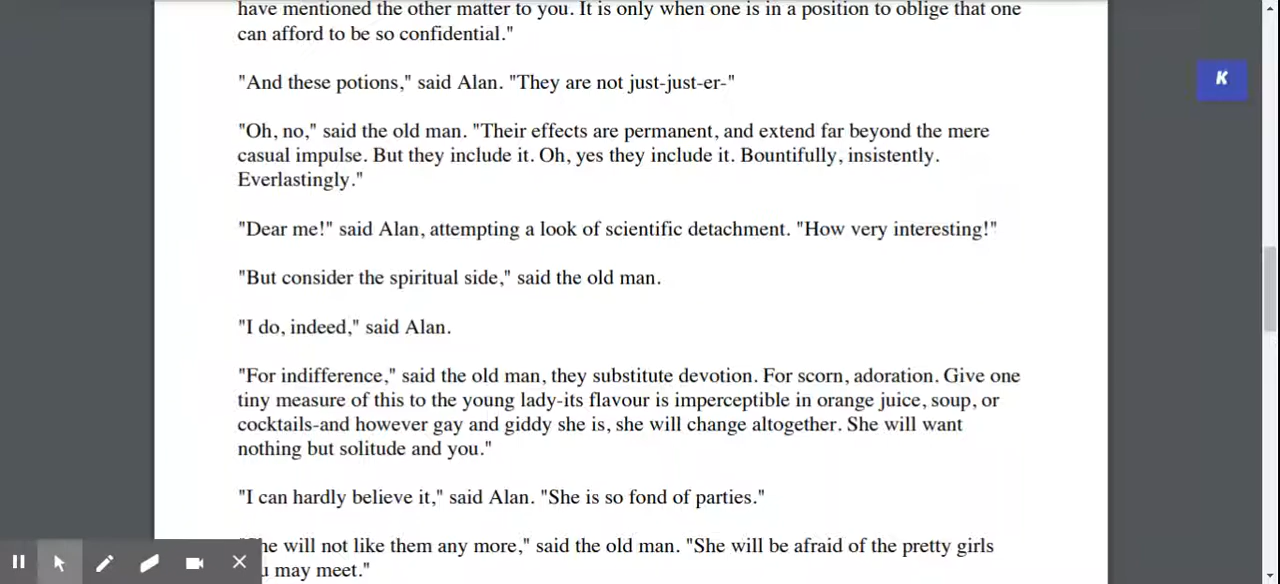 have mentioned the other matter to you. It is only when one is in a position to oblige that one
can afford to be so confidential."
"And these potions," said Alan. "They are not just-just-er-"
"Oh, no," said the old man. "Their effects are permanent, and extend far beyond the mere
casual impulse. But they include it. Oh, yes they include it. Bountifully, insistently.
Everlastingly."
"Dear me!" said Alan, attempting a look of scientific detachment. "How very interesting!"
"But consider the spiritual side," said the old man.
"I do, indeed," said Alan.
"For indifference," said the old man, they substitute devotion. For scorn, adoration. Give one
tiny measure of this to the young lady-its flavour is imperceptible in orange juice, soup, or
cocktails-and however gay and giddy she is, she will change altogether. She will want
nothing but solitude and you."
"I can hardly believe it," said Alan. "She is so fond of parties."
he will not like them any more," said the old man. "She will be afraid of the pretty girls
may meet."
K